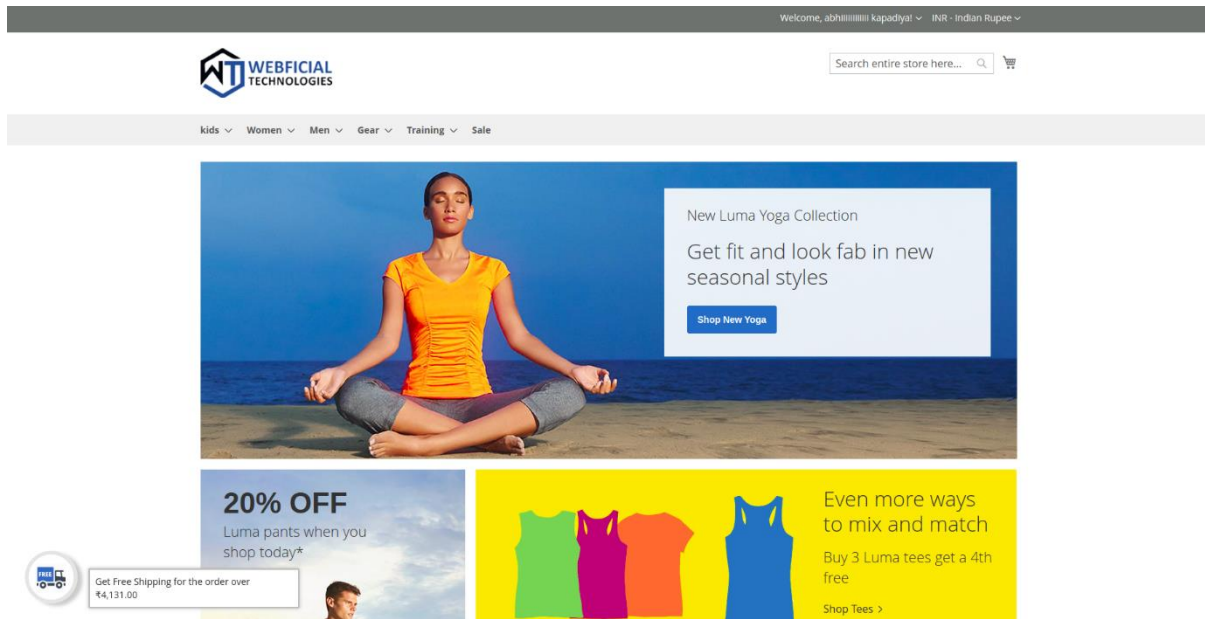 Welcome, abhiiiiiiiiiii kapadiya! INR - Indian Rupee
WEBFICIAL
TECHNOLOGIES
Search entire store here...
kids Women Men Gear Training Sale
New Luma Yoga Collection
Get fit and look fab in new
seasonal styles
Shop New Yoga
20% OFF
Luma pants when you
shop today*
Even more ways
to mix and match
Buy 3 Luma tees get a 4th
free
Shop Tees >
FREE
Get Free Shipping for the order over
₹4,131.00